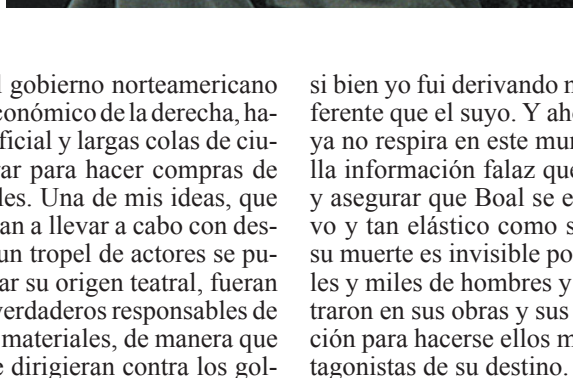 l gobierno norteamericano
conómico de la derecha, ha-
ficial y largas colas de ciu-
ar para hacer compras de
les. Una de mis ideas, que
an a llevar a cabo con des-
un tropel de actores se pu-
ar su origen teatral, fueran
verdaderos responsables de
materiales, de manera que
e dirigieran contra los gol-
si bien yo fui derivando
ferente que el suyo. Y
ya no respira en este
lla información falaz que
y asegurar que Boal se
vo y tan elástico como
su muerte es invisible
les y miles de hombres y
traron en sus obras y sus
ción para hacerse ellos
tagonistas de su destino.